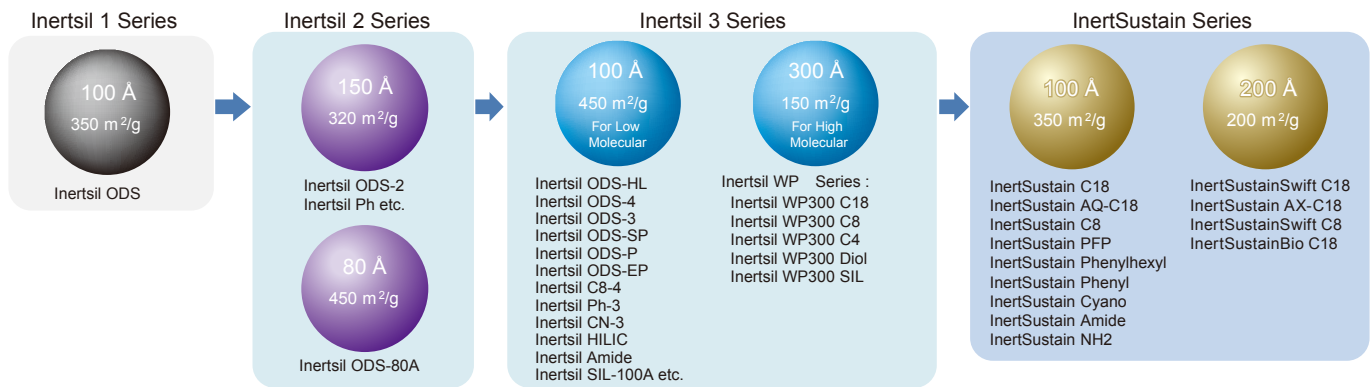 Inertsil 1 Series
100 Å
350 m²/g
Inertsil ODS
Inertsil 2 Series
150 Å
320 m²/g
Inertsil ODS-2
Inertsil Ph etc.
80 Å
450 m²/g
Inertsil ODS-80A
Inertsil 3 Series
100 Å
450 m²/g
For Low
Molecular
Inertsil ODS-HL
Inertsil ODS-4
Inertsil ODS-3
Inertsil ODS-SP
Inertsil ODS-P
Inertsil ODS-EP
Inertsil C8-4
Inertsil Ph-3
Inertsil CN-3
Inertsil HILIC
Inertsil Amide
Inertsil SIL-100A etc.
300 Å
150 m²/g
For High
Molecular
Inertsil WP Series :
Inertsil WP300 C18
Inertsil WP300 C8
Inertsil WP300 C4
Inertsil WP300 Diol
Inertsil WP300 SIL
InertSustain Series
100 Å
350 m²/g
InertSustain C18
InertSustain AQ-C18
InertSustain C8
InertSustain PFP
InertSustain Phenylhexyl
InertSustain Phenyl
InertSustain Cyano
InertSustain Amide
InertSustain NH2
200 Å
200 m²/g
InertSustainSwift C18
InertSustain AX-C18
InertSustainSwift C8
InertSustainBio C18